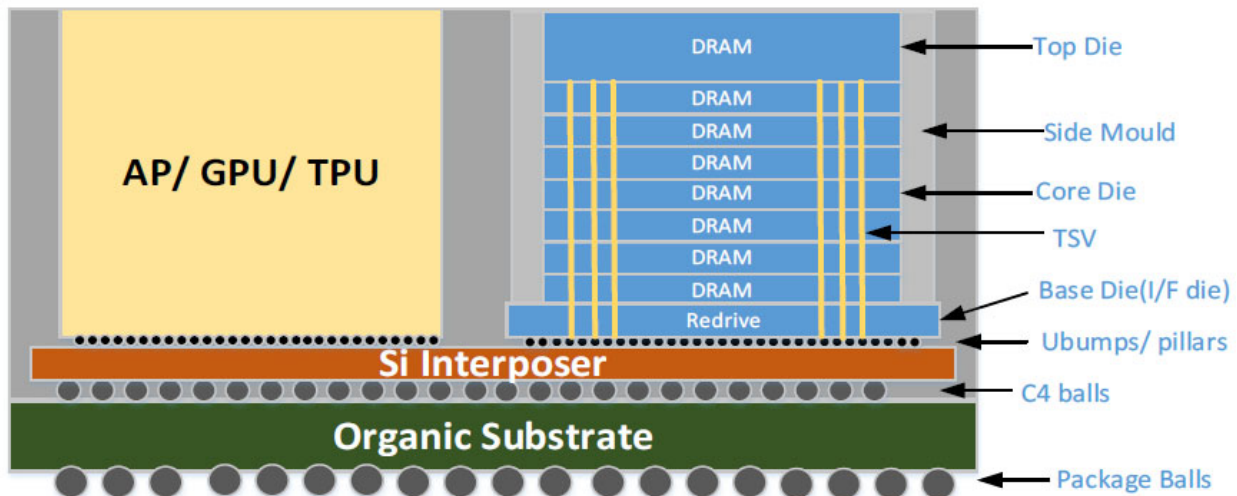 AP/ GPU/ TPU
DRAM
DRAM
DRAM
DRAM
DRAM
DRAM
DRAM
DRAM
Redrive
Top Die
Side Mould
Core Die
TSV
Base Die(I/F die)
Ubumps/ pillars
C4 balls
Package Balls
Si Interposer
Organic Substrate